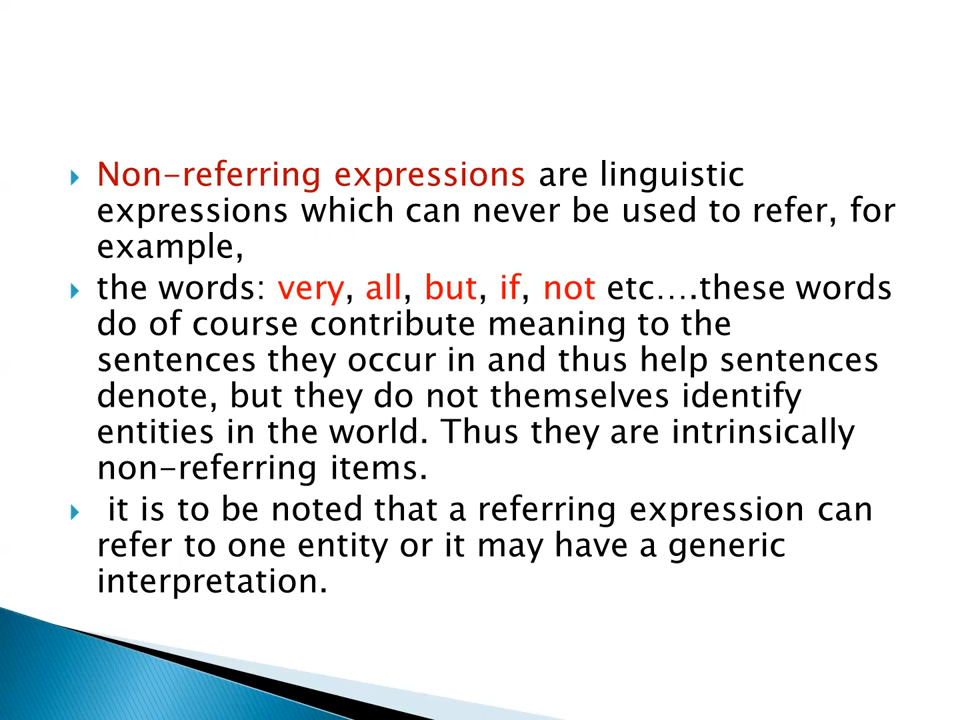 Non-referring expressions are linguistic
expressions which can never be used to refer, for
example,
the words: very, all, but, if, not etc….these words
do of course contribute meaning to the
sentences they occur in and thus help sentences
denote, but they do not themselves identify
entities in the world. Thus they are intrinsically
non-referring items.
it is to be noted that a referring expression can
refer to one entity or it may have a generic
interpretation.